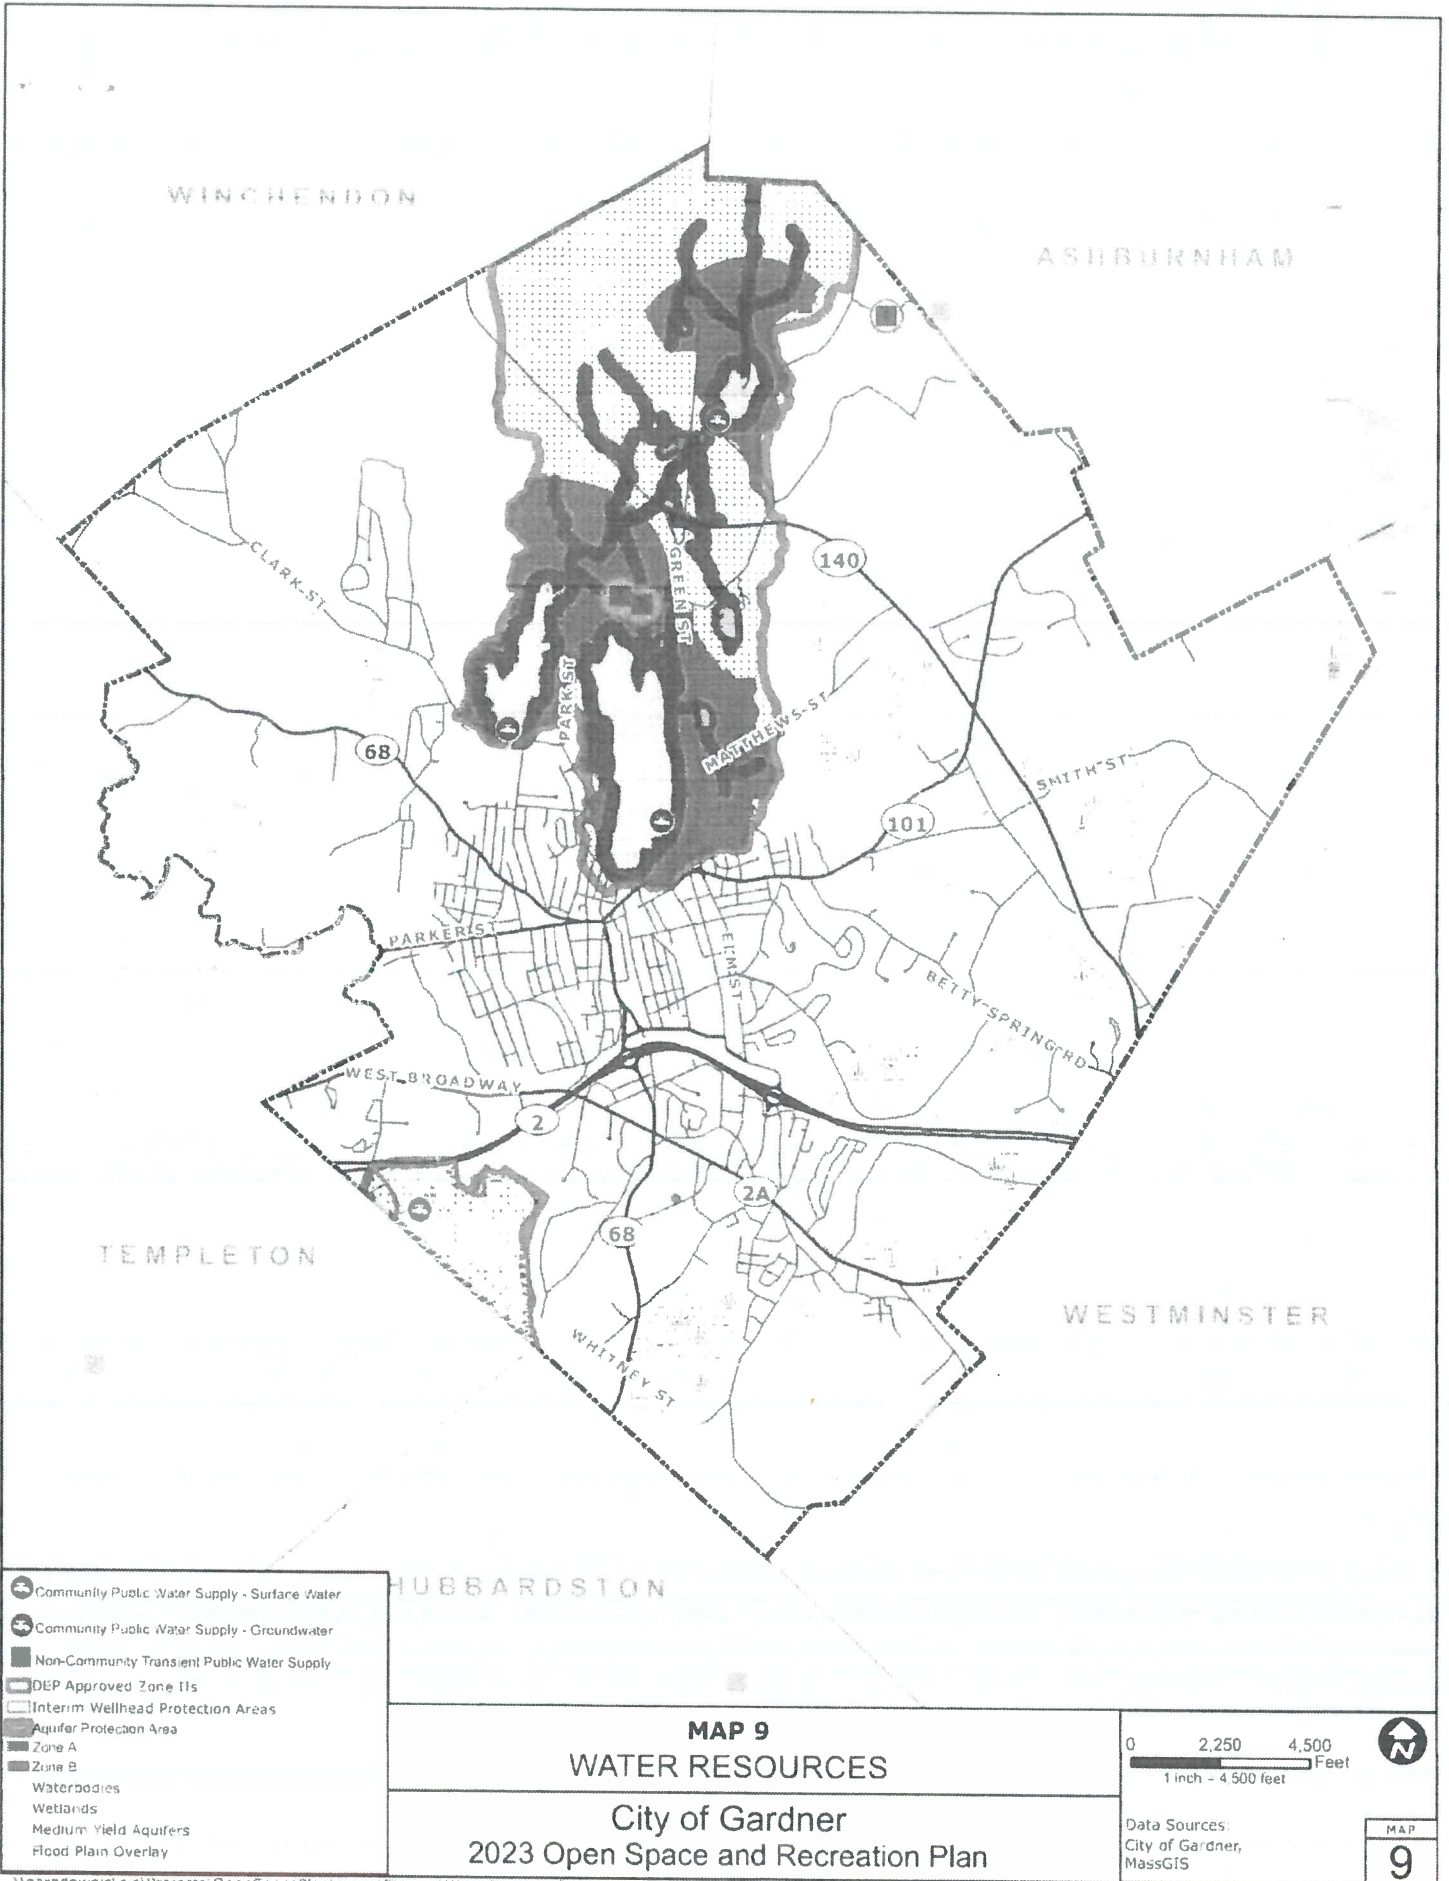 WINCHENDON
ASHBURNHAM
140
CLARK ST
GREEN ST
PARK ST
MATTHEWS ST
68
SMITH ST
101
PARKER ST
ELM ST
BETTY SPRING RD
WEST BROADWAY
2
2A
68
TEMPLETON
WESTMINSTER
WHITNEY ST
HUBBARDSTON
Community Public Water Supply - Surface Water
Community Public Water Supply - Groundwater
Non-Community Transient Public Water Supply
DEP Approved Zone IIs
Interim Wellhead Protection Areas
Aquifer Protection Area
Zone A
Zone B
Waterbodies
Wetlands
Medium Yield Aquifers
Flood Plain Overlay
MAP 9
WATER RESOURCES
City of Gardner
2023 Open Space and Recreation Plan
0 2,250 4,500
Feet
1 inch = 4,500 feet
N
Data Sources:
City of Gardner,
MassGIS
MAP
9